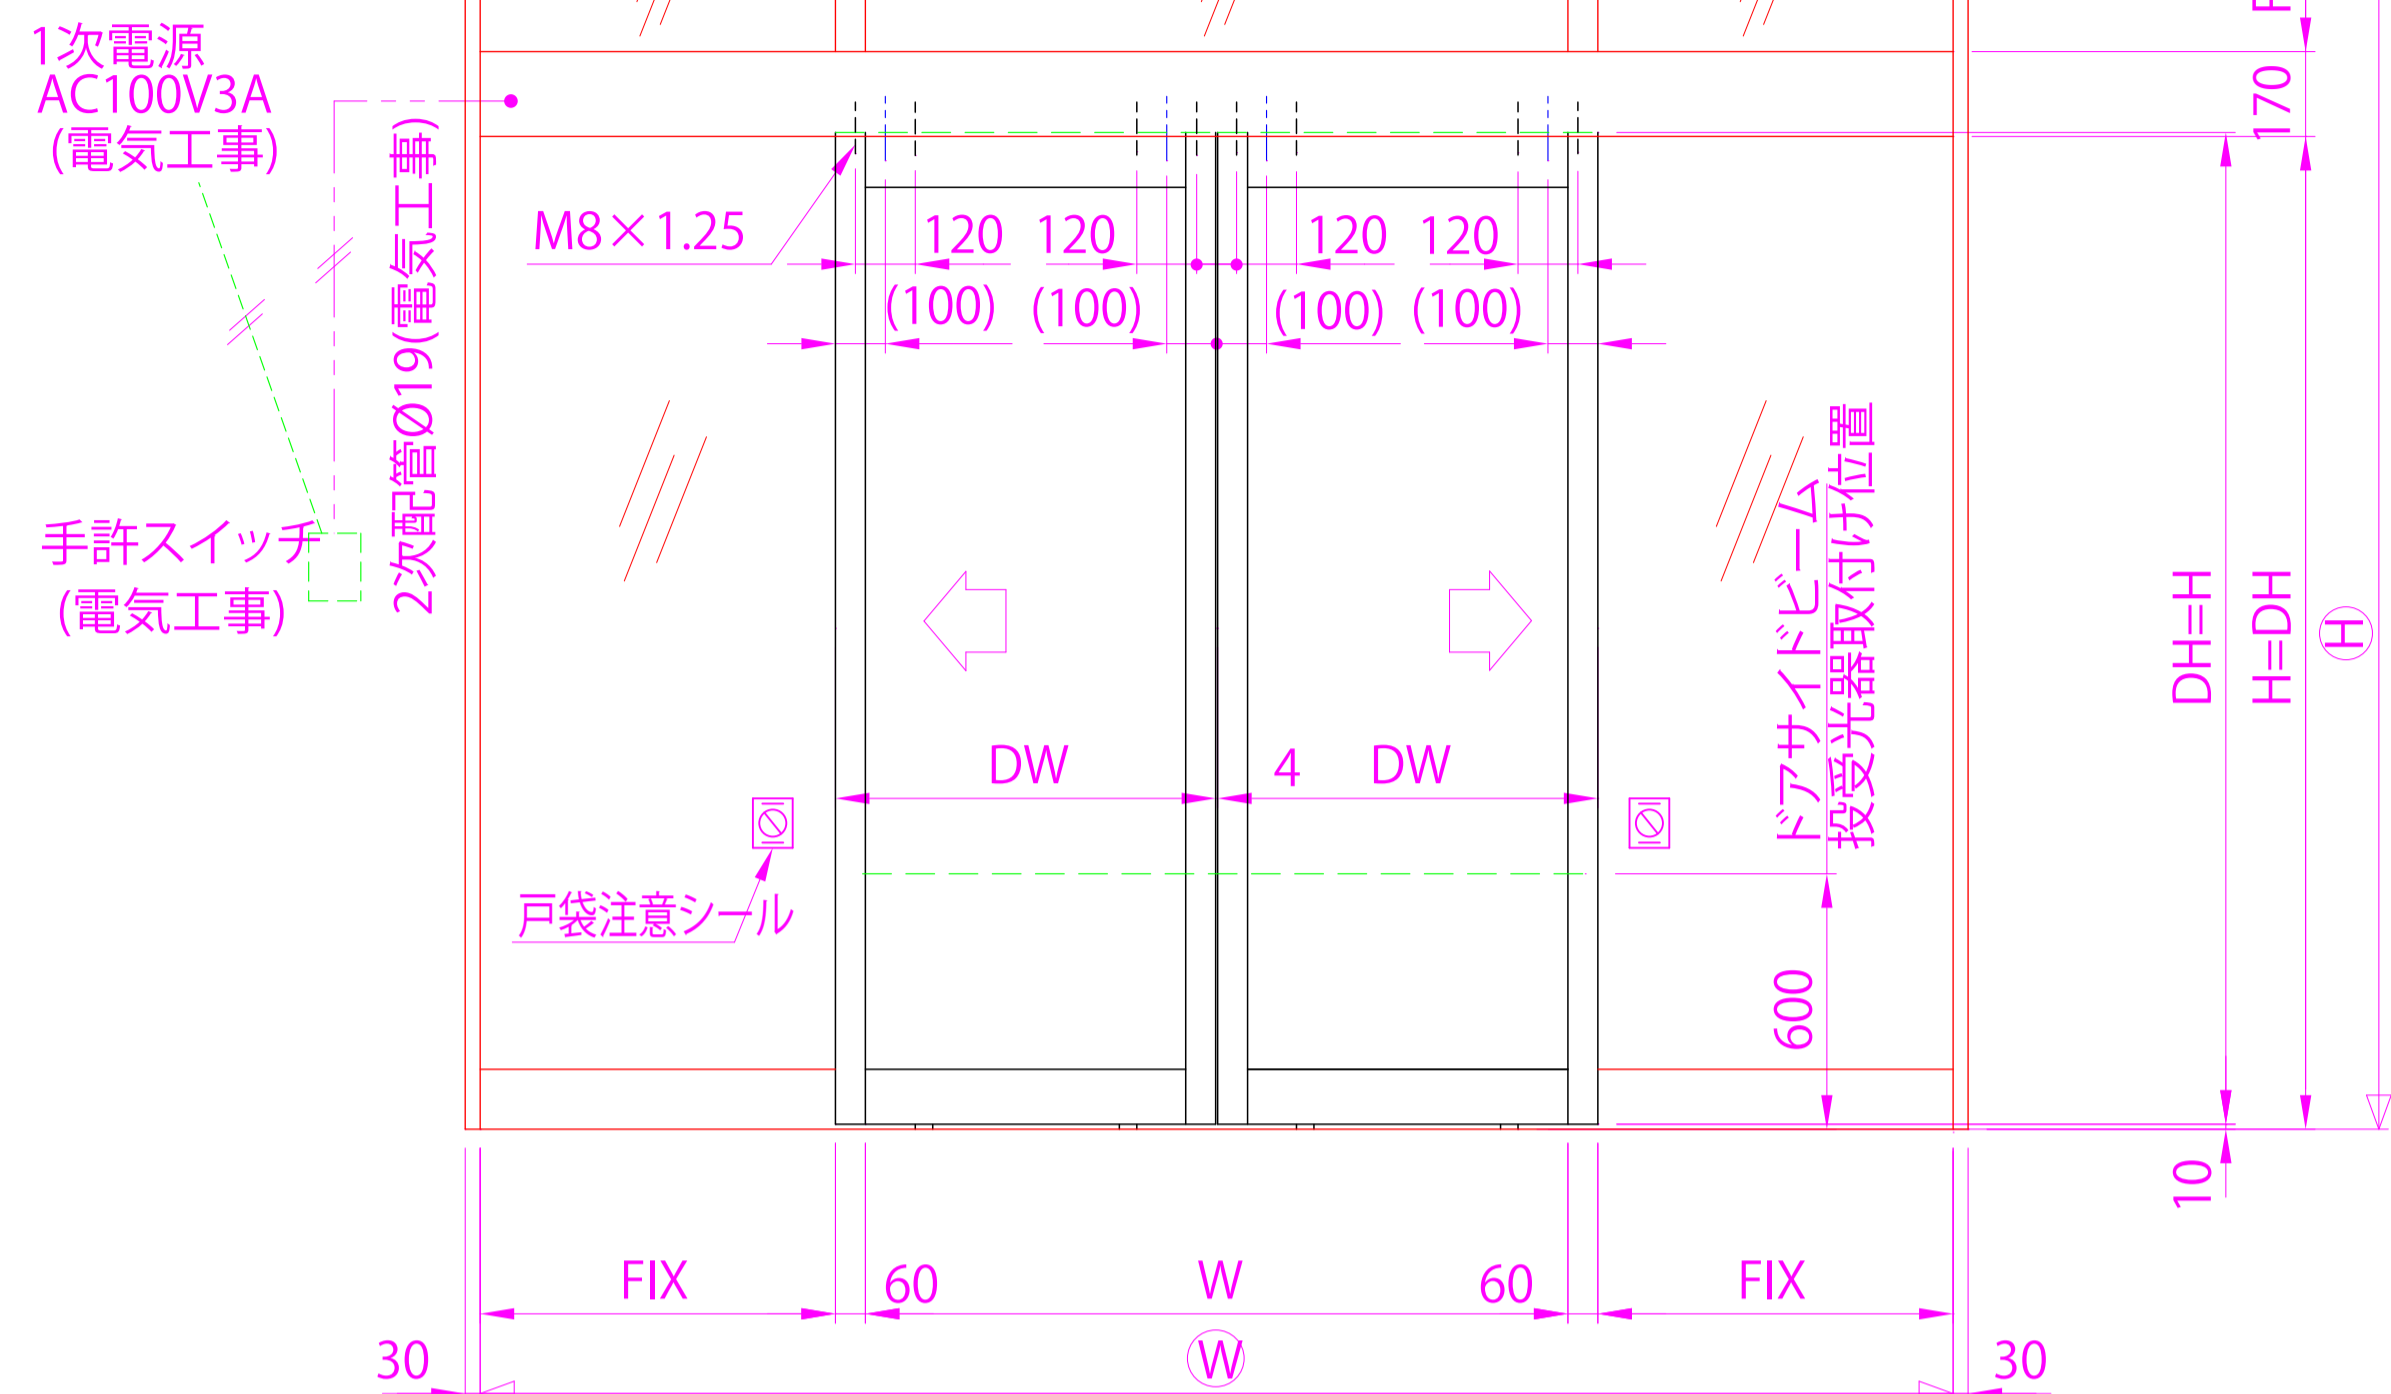 1次電源
AC100V3A
(電気工事)
2次配管Ø19(電気工事)
手許スイッチ
(電気工事)
M8×1.25
120 120 120 120
(100) (100) (100) (100)
170
DH=H
H=DH
H
ドアサイドビーム
投受光器取付け位置
DW 4 DW
戸袋注意シール
600
10
FIX 60 W 60 FIX
30 W 30